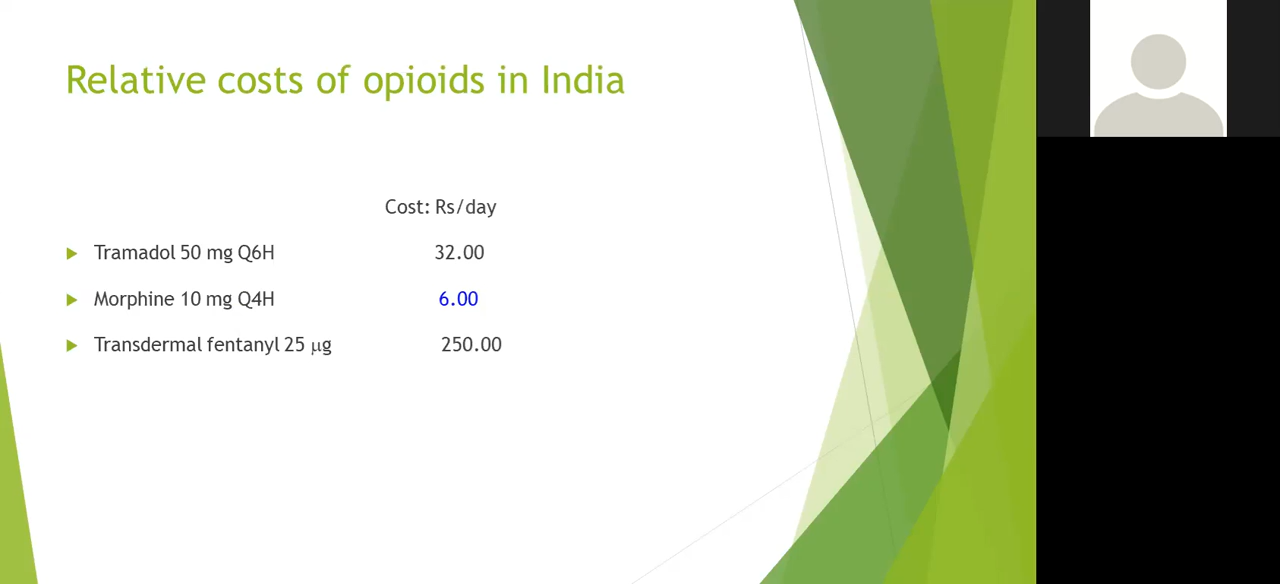 Relative costs of opioids in India
Cost: Rs/day
Tramadol 50 mg Q6H 32.00
Morphine 10 mg Q4H 6.00
Transdermal fentanyl 25 μg 250.00